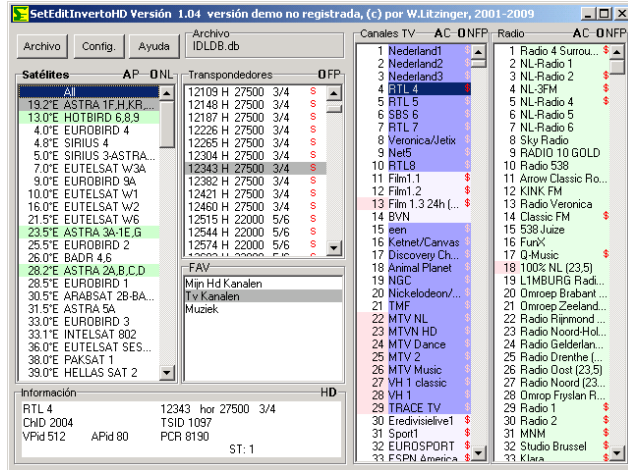 SetEditInvertoHD Versión 1.04 versión demo no registrada, (c) por W.Litzinger, 2001-2009
Archivo
Config.
Ayuda
Archivo
IDLDB.db
Satélites AP ONL
All
19.2°E ASTRA 1F,H,KR,...
13.0°E HOTBIRD 6,8,9
4.0°E EUROBIRD 4
4.8°E SIRIUS 4
5.0°E SIRIUS 3-ASTRA...
7.0°E EUTELSAT W3A
9.0°E EUROBIRD 9A
10.0°E EUTELSAT W1
16.0°E EUTELSAT W2
21.5°E EUTELSAT W6
23.5°E ASTRA 3A-1E,G
25.5°E EUROBIRD 2
26.0°E BADR 4,6
28.2°E ASTRA 2A,B,C,D
28.5°E EUROBIRD 1
30.5°E ARABSAT 2B-BA...
31.5°E ASTRA 5A
33.0°E EUROBIRD 3
33.1°E INTELSAT 802
36.0°E EUTELSAT SES...
38.0°E PAKSAT 1
39.0°E HELLAS SAT 2
Transpondedores OFP
12109 H 27500 3/4 S
12148 H 27500 3/4 S
12187 H 27500 3/4 S
12226 H 27500 3/4 S
12265 H 27500 3/4 S
12304 H 27500 3/4 S
12343 H 27500 3/4 S
12382 H 27500 3/4 S
12421 H 27500 3/4 S
12460 H 27500 3/4 S
12515 H 22000 5/6 S
12544 H 22000 5/6 S
12574 H 22000 5/6 S
FAV
Mijn Hd Kanalen
Tv Kanalen
Muziek
Canales TV AC ONFP
1 Nederland1 $
2 Nederland2 $
3 Nederland3 $
4 RTL 4 $
5 RTL 5 $
6 SBS 6 $
7 RTL 7 $
8 Veronica/Jetix $
9 Net5 $
10 RTL8 $
11 Film1.1 $
12 Film1.2 $
13 Film 1.3 24h (... $
14 BVN
15 een $
16 Ketnet/Canvas $
17 Discovery Ch... $
18 Animal Planet $
19 NGC $
20 Nickelodeon/... $
21 TMF $
22 MTV NL $
23 MTVN HD $
24 MTV Dance $
25 MTV 2 $
26 MTV Music $
27 VH 1 classic $
28 VH 1 $
29 TRACE TV $
30 Eredivisielive1 $
31 Sport1 $
32 EUROSPORT $
33 ESPN America $
Radio AC ONFP
1 Radio 4 Surrou... $
2 NL-Radio 1
3 NL-Radio 2 $
4 NL-3FM
5 NL-Radio 4 $
6 NL-Radio 5
7 NL-Radio 6
8 Sky Radio
9 RADIO 10 GOLD
10 Radio 538
11 Arrow Classic Ro...
12 KINK FM
13 Radio Veronica
14 Classic FM $
15 538 Juize
16 FunX
17 Q-Music $
18 100% NL (23,5)
19 L1MBURG Radi...
20 Omroep Brabant ...
21 Omroep Zeeland...
22 Radio Rijnmond ...
23 Radio Noord-Hol...
24 Radio Gelderlan...
25 Radio Drenthe (...
26 Radio Oost (23,5)
27 Radio Noord (23...
28 Omrop Fryslan R...
29 Radio 1 $
30 Radio 2 $
31 MNM $
32 Studio Brussel $
33 Klara $
Información HD
RTL 4 12343 hor 27500 3/4
ChID 2004 TSID 1097
VPid 512 APid 80 PCR 8190
ST: 1